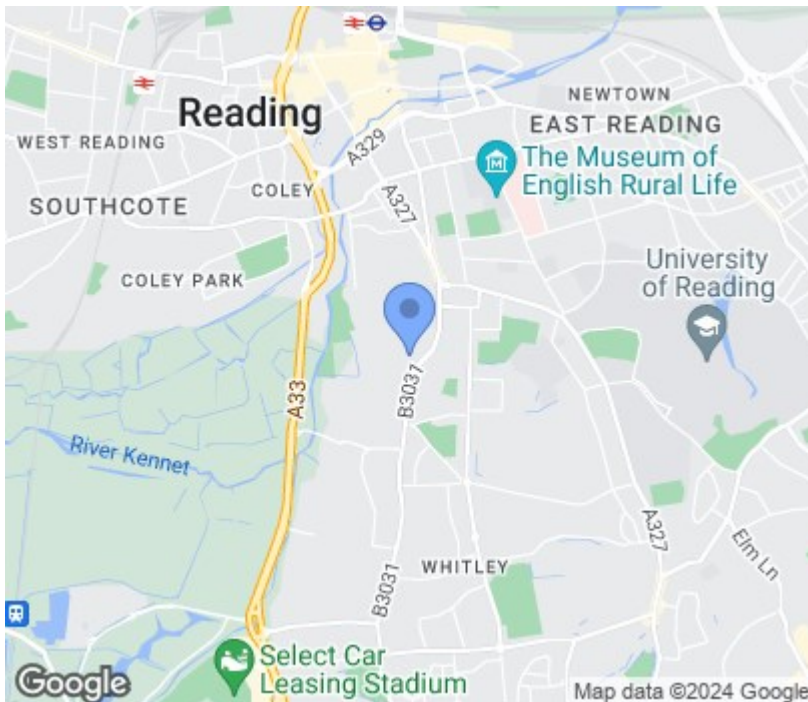 Reading
NEWTOWN
EAST READING
WEST READING
A329
The Museum of
English Rural Life
COLEY
A327
SOUTHCOTE
COLEY PARK
University
of Reading
A33
B3031
River Kennet
A327
Elm Ln
WHITLEY
B3031
Select Car
Leasing Stadium
Google
Map data ©2024 Google